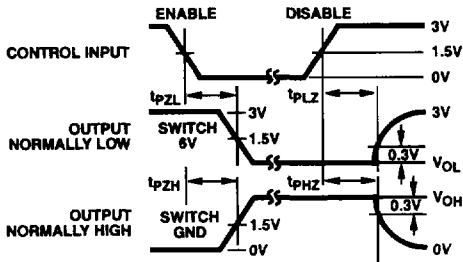 ENABLE DISABLE
3V
CONTROL INPUT 1.5V
0V
tPZL tPLZ
3V 3V
OUTPUT NORMALLY LOW
SWITCH 6V
1.5V
0.3V
VOL
tPZH tPHZ
VOH
0.3V
OUTPUT NORMALLY HIGH
SWITCH GND
1.5V
0V 0V